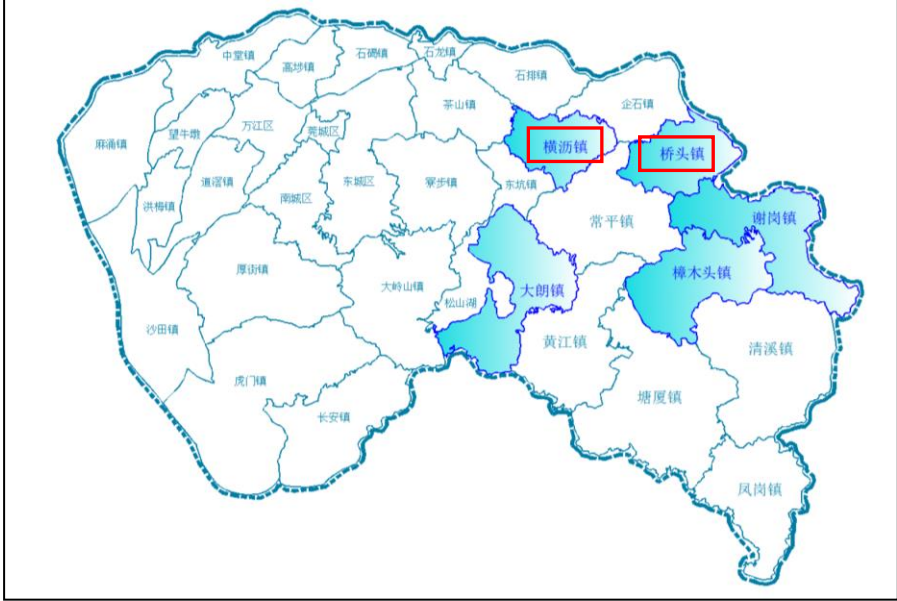 中堂镇
高埗镇
石碣镇
石龙镇
石排镇
企石镇
茶山镇
麻涌镇
望牛墩
万江区
莞城区
横沥镇
桥头镇
洪梅镇
道滘镇
南城区
东城区
寮步镇
东坑镇
常平镇
谢岗镇
厚街镇
大岭山镇
松山湖
大朗镇
樟木头镇
沙田镇
黄江镇
清溪镇
虎门镇
长安镇
塘厦镇
凤岗镇